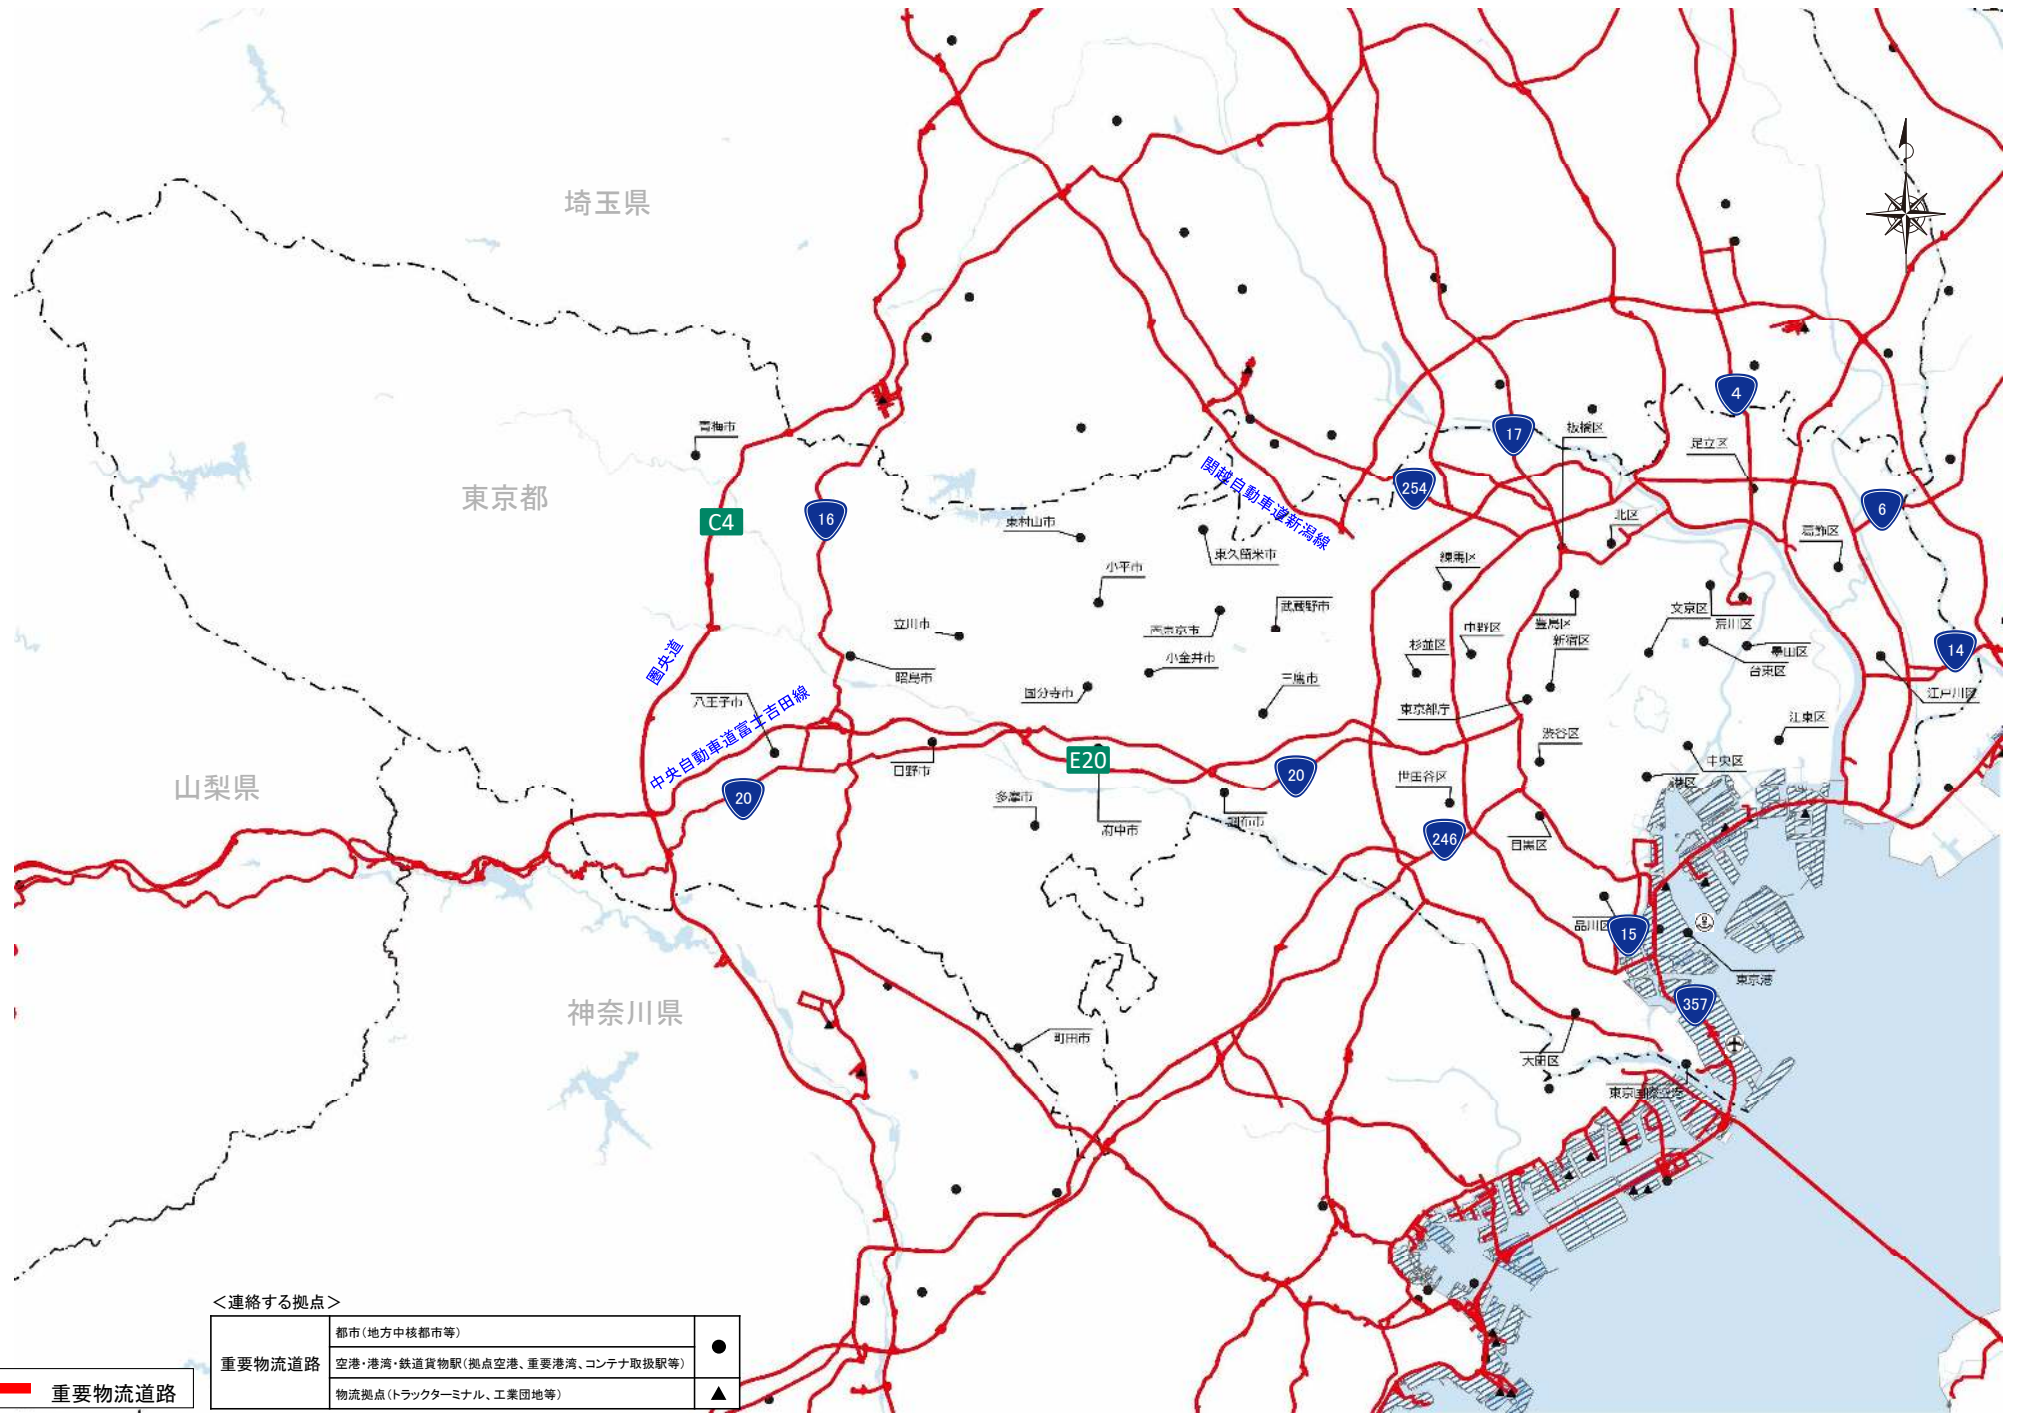 埼玉県
青梅市
4
板橋区
17
足立区
東京都
関越自動車道新潟線
254
C4
16
東村山市
6
北区
葛飾区
東久留米市
練馬区
小平市
武蔵野市
文京区
荒川区
立川市
西東京市
豊島区
中野区
新宿区
杉並区
墨田区
14
台東区
圏央道
小金井市
昭島市
国分寺市
三鷹市
江戸川区
八王子市
東京都庁
江東区
中央自動車道富士吉田線
渋谷区
E20
日野市
20
世田谷区
中央区
港区
山梨県
20
多摩市
府中市
調布市
246
目黒区
品川区
15
東京港
神奈川県
357
町田市
大田区
東京国際空港
＜連絡する拠点＞
重要物流道路
都市(地方中核都市等)
●
空港・港湾・鉄道貨物駅(拠点空港、重要港湾、コンテナ取扱駅等)
物流拠点(トラックターミナル、工業団地等)
▲
重要物流道路